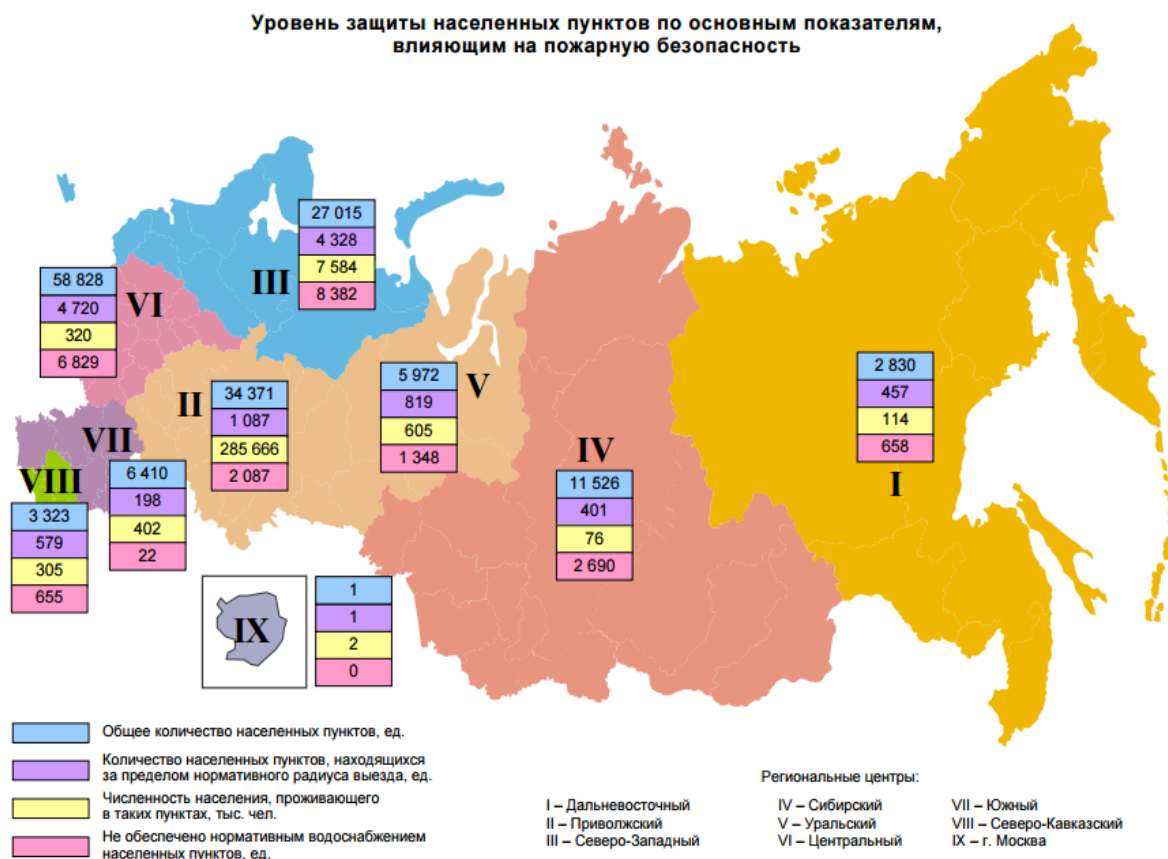 Уровень защиты населенных пунктов по основным показателям,
влияющим на пожарную безопасность
III
27 015
4 328
7 584
8 382
VI
58 828
4 720
320
6 829
II
34 371
1 087
285 666
2 087
V
5 972
819
605
1 348
I
2 830
457
114
658
IV
11 526
401
76
2 690
VII
6 410
198
402
22
VIII
3 323
579
305
655
IX
1
1
2
0
Общее количество населенных пунктов, ед.
Количество населенных пунктов, находящихся
за пределом нормативного радиуса выезда, ед.
Численность населения, проживающего
в таких пунктах, тыс. чел.
Не обеспечено нормативным водоснабжением
населенных пунктов, ед.
Региональные центры:
I – Дальневосточный
II – Приволжский
III – Северо-Западный
IV – Сибирский
V – Уральский
VI – Центральный
VII – Южный
VIII – Северо-Кавказский
IX – г. Москва